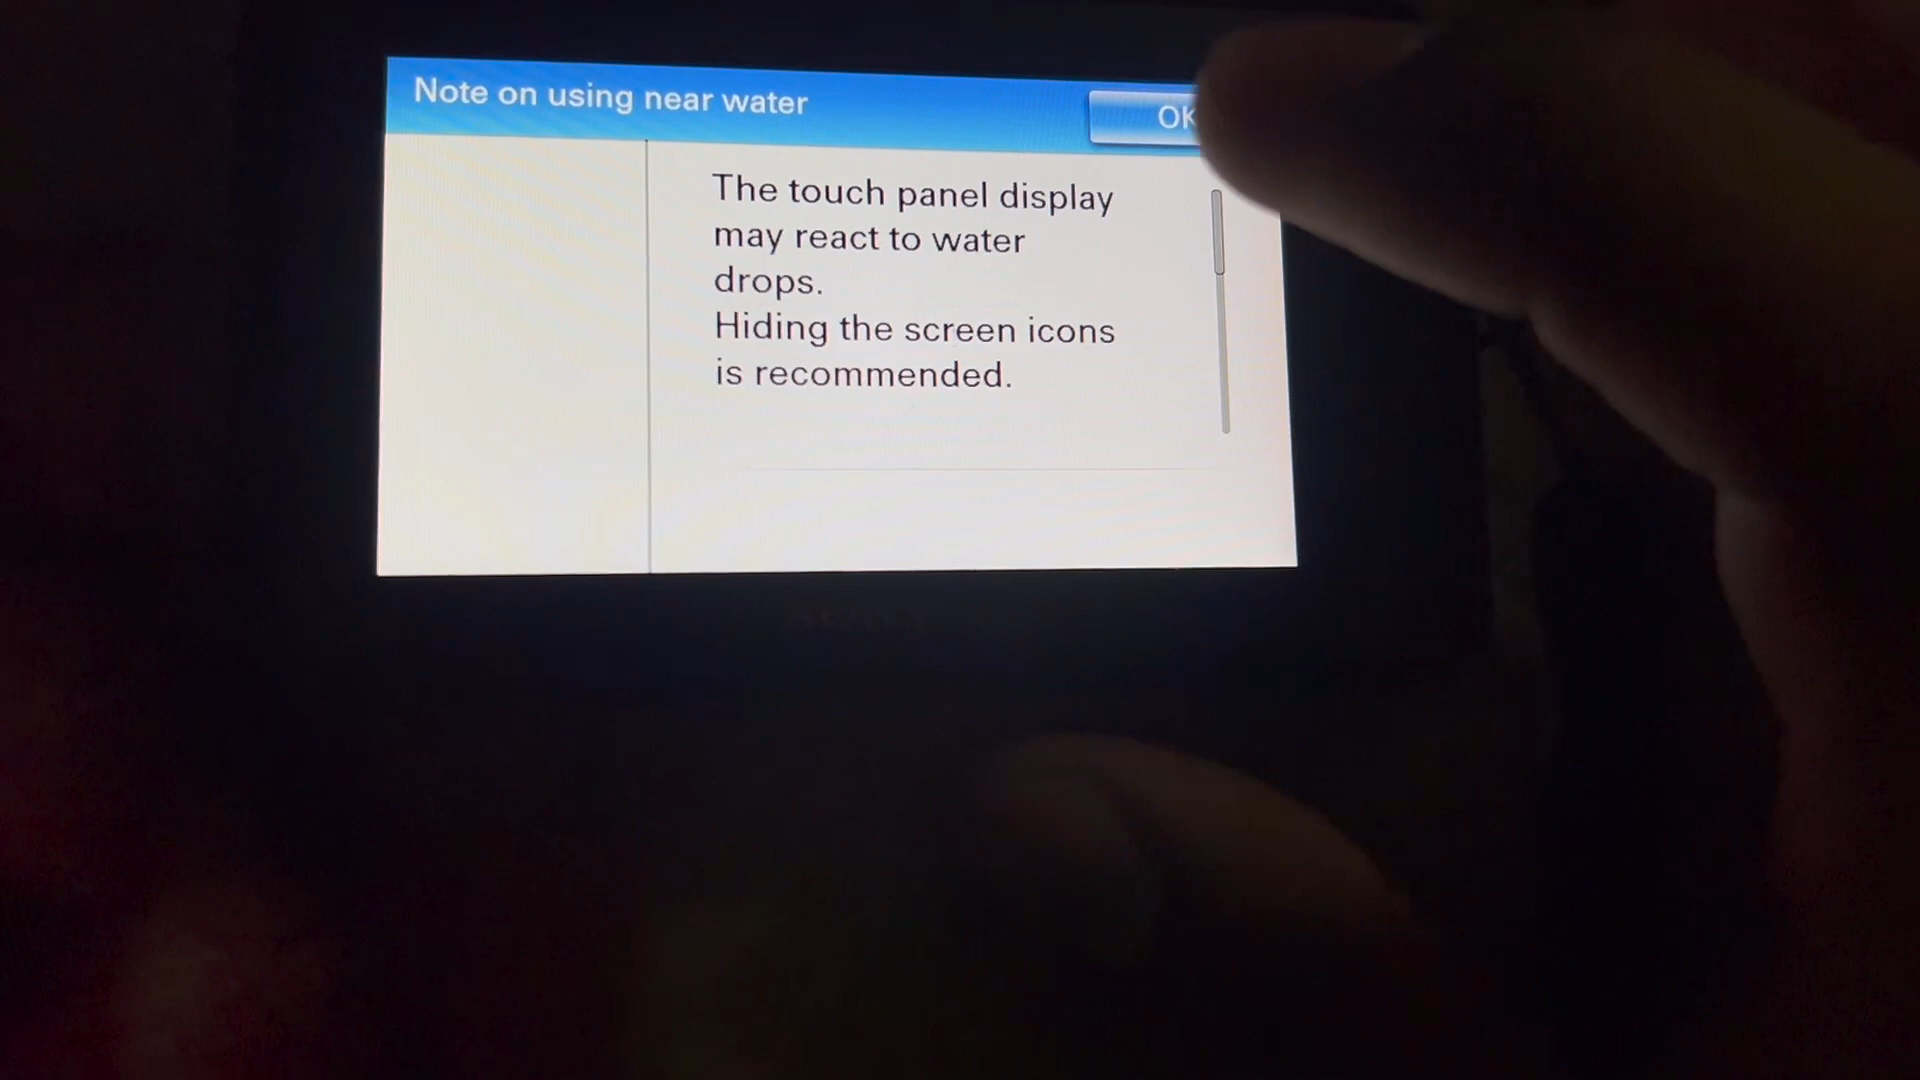 Note on using near water
OK
The touch panel display
may react to water
drops.
Hiding the screen icons
is recommended.